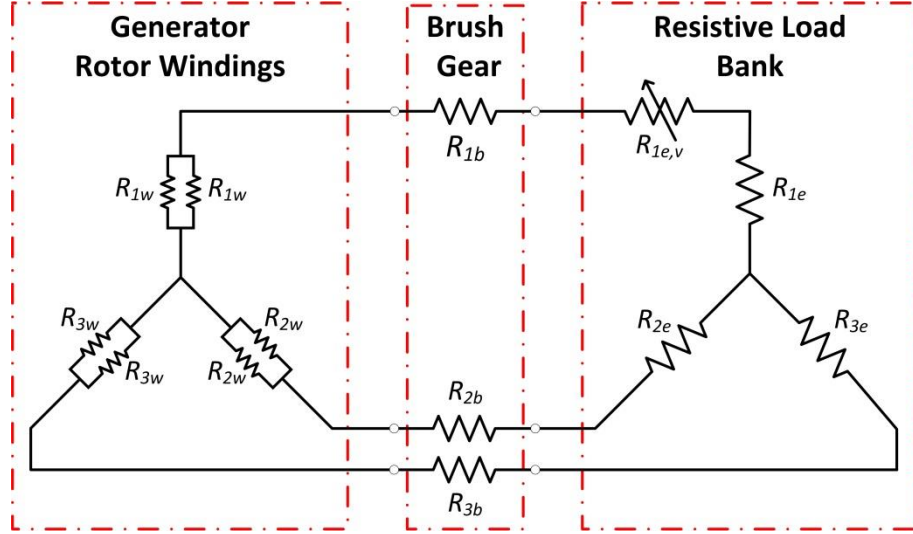 Generator
Rotor Windings
Brush
Gear
Resistive Load
Bank
R1b
R1e,v
R1w
R1w
R1e
R3w
R2w
R3w
R2w
R2e
R3e
R2b
R3b